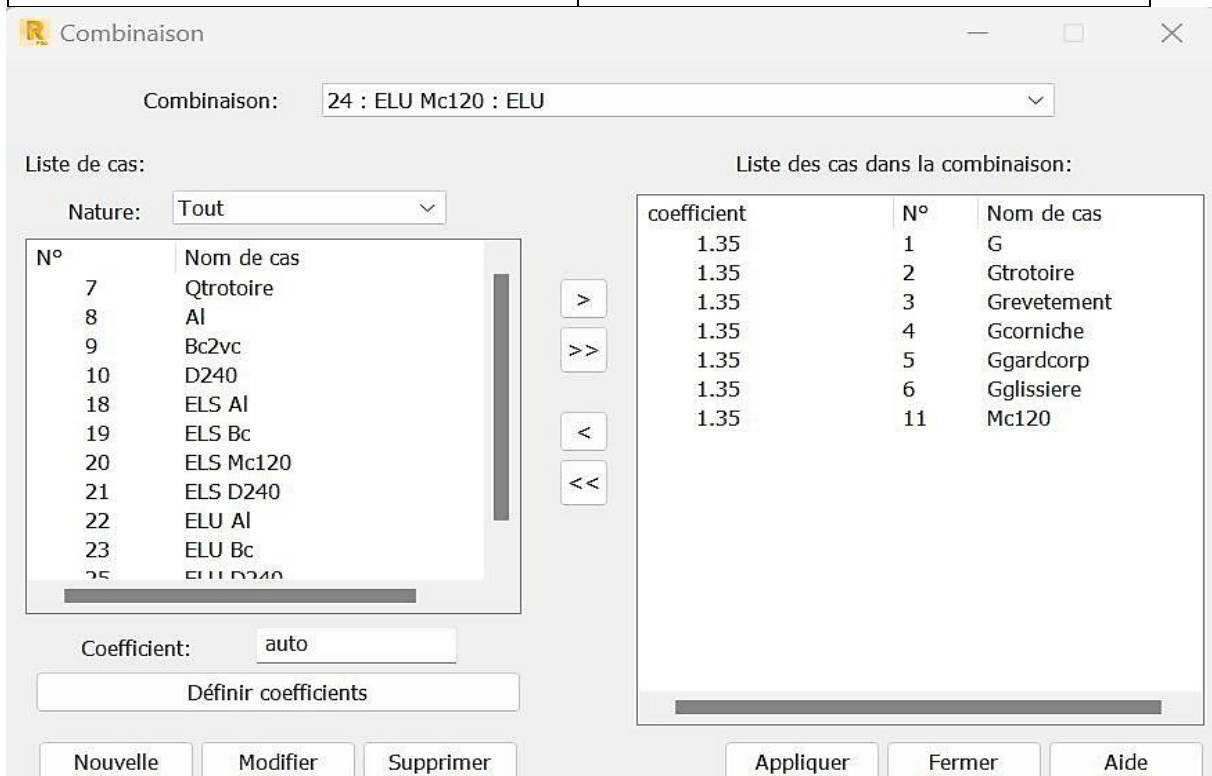 Combinaison
Combinaison: 24 : ELU Mc120 : ELU
Liste de cas:
Nature: Tout
N° Nom de cas
7 Qtrotoire
8 Al
9 Bc2vc
10 D240
18 ELS Al
19 ELS Bc
20 ELS Mc120
21 ELS D240
22 ELU Al
23 ELU Bc
25 ELU D240
Coefficient: auto
Définir coefficients
Nouvelle Modifier Supprimer
>
>>
<
<<
Liste des cas dans la combinaison:
coefficient N° Nom de cas
1.35 1 G
1.35 2 Gtrotoire
1.35 3 Grevetement
1.35 4 Gcorniche
1.35 5 Ggardcorp
1.35 6 Gglissiere
1.35 11 Mc120
Appliquer Fermer Aide